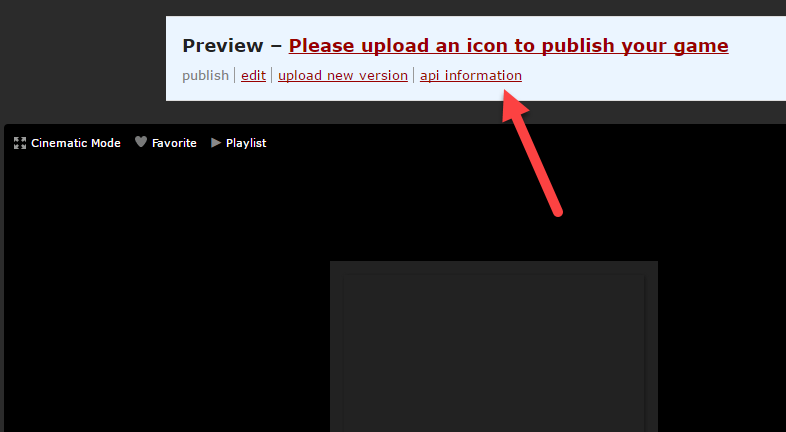 Preview – Please upload an icon to publish your game
publish edit upload new version api information
Cinematic Mode Favorite Playlist